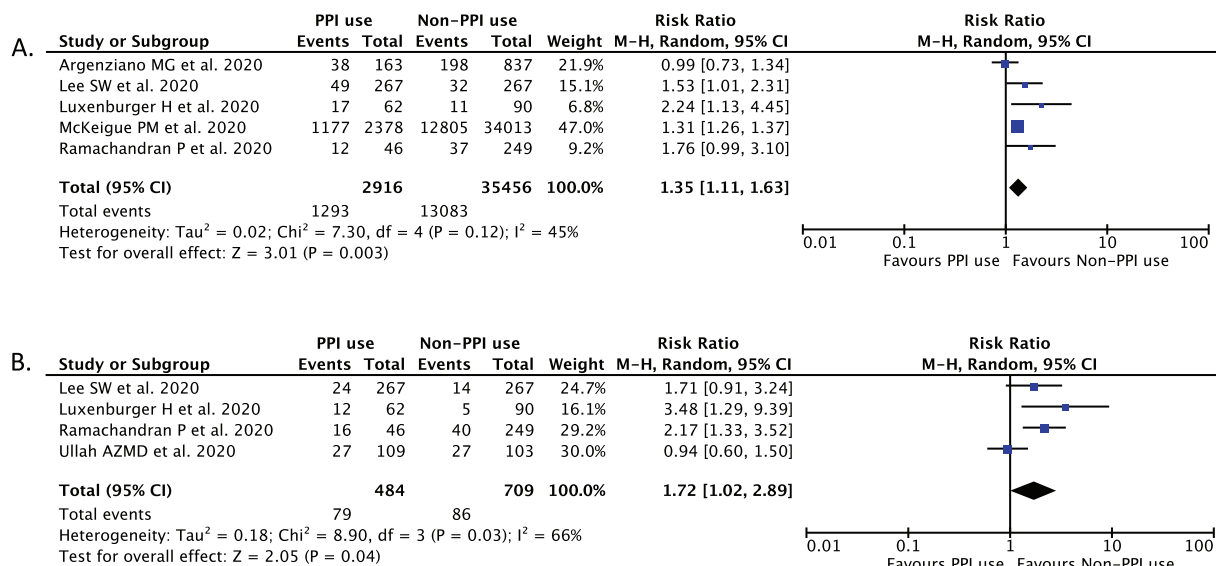 A.
PPI use Non-PPI use Risk Ratio Risk Ratio
Study or Subgroup Events Total Events Total Weight M-H, Random, 95% CI M-H, Random, 95% CI
Argenziano MG et al. 2020 38 163 198 837 21.9% 0.99 [0.73, 1.34]
Lee SW et al. 2020 49 267 32 267 15.1% 1.53 [1.01, 2.31]
Luxenburger H et al. 2020 17 62 11 90 6.8% 2.24 [1.13, 4.45]
McKeigue PM et al. 2020 1177 2378 12805 34013 47.0% 1.31 [1.26, 1.37]
Ramachandran P et al. 2020 12 46 37 249 9.2% 1.76 [0.99, 3.10]
Total (95% CI) 2916 35456 100.0% 1.35 [1.11, 1.63]
Total events 1293 13083
Heterogeneity: Tau² = 0.02; Chi² = 7.30, df = 4 (P = 0.12); I² = 45%
Test for overall effect: Z = 3.01 (P = 0.003)
0.01 0.1 1 10 100
Favours PPI use Favours Non-PPI use
B.
PPI use Non-PPI use Risk Ratio Risk Ratio
Study or Subgroup Events Total Events Total Weight M-H, Random, 95% CI M-H, Random, 95% CI
Lee SW et al. 2020 24 267 14 267 24.7% 1.71 [0.91, 3.24]
Luxenburger H et al. 2020 12 62 5 90 16.1% 3.48 [1.29, 9.39]
Ramachandran P et al. 2020 16 46 40 249 29.2% 2.17 [1.33, 3.52]
Ullah AZMD et al. 2020 27 109 27 103 30.0% 0.94 [0.60, 1.50]
Total (95% CI) 484 709 100.0% 1.72 [1.02, 2.89]
Total events 79 86
Heterogeneity: Tau² = 0.18; Chi² = 8.90, df = 3 (P = 0.03); I² = 66%
Test for overall effect: Z = 2.05 (P = 0.04)
0.01 0.1 1 10 100
Favours PPI use Favours Non-PPI use